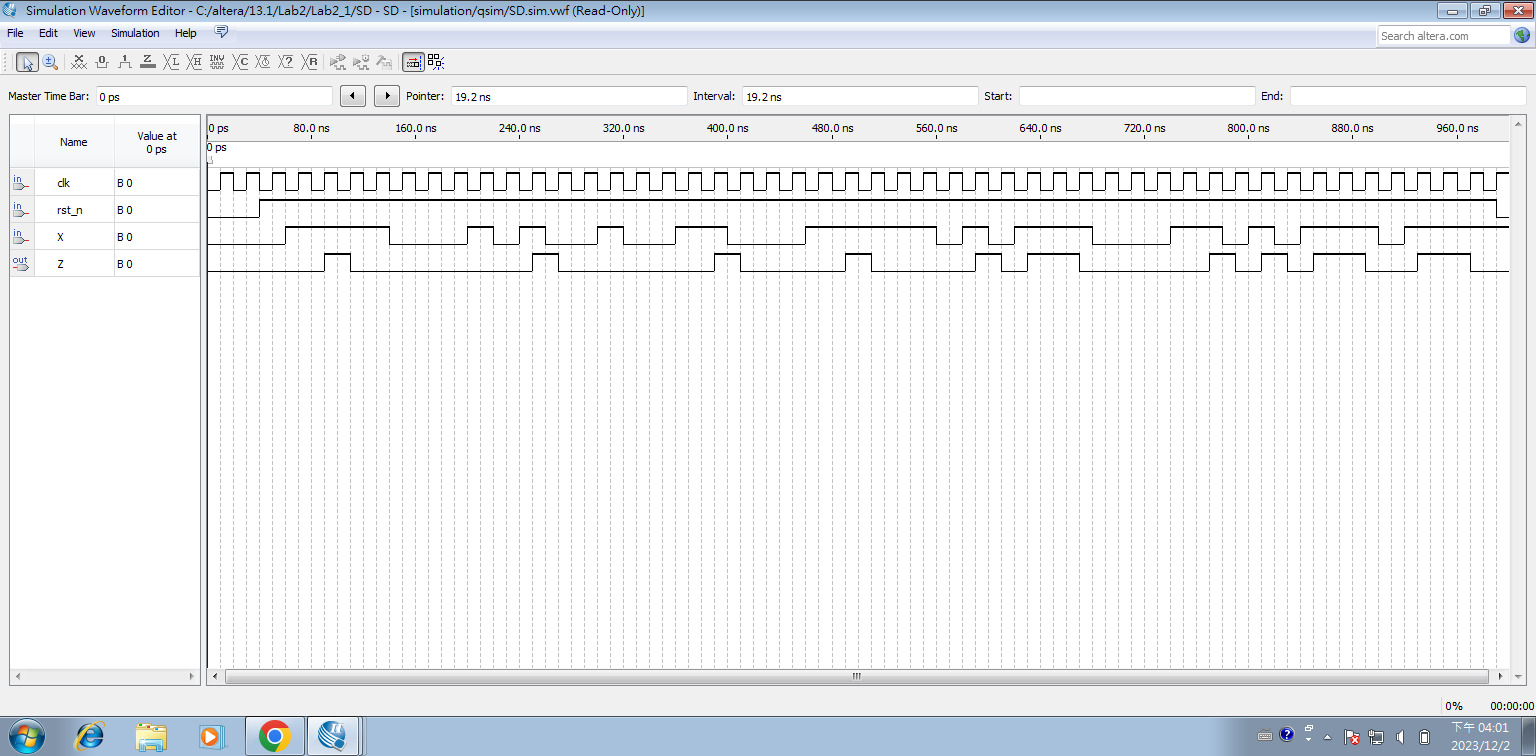 Simulation Waveform Editor - C:/altera/13.1/Lab2/Lab2_1/SD - SD - [simulation/qsim/SD.sim.vwf (Read-Only)]
File Edit View Simulation Help
Search altera.com
Master Time Bar: 0 ps Pointer: 19.2 ns Interval: 19.2 ns Start: End:
Name Value at 0 ps
0 ps 80.0 ns 160.0 ns 240.0 ns 320.0 ns 400.0 ns 480.0 ns 560.0 ns 640.0 ns 720.0 ns 800.0 ns 880.0 ns 960.0 ns
0 ps
in clk B 0
in rst_n B 0
in X B 0
out Z B 0
0% 00:00:00
下午 04:01
2023/12/2